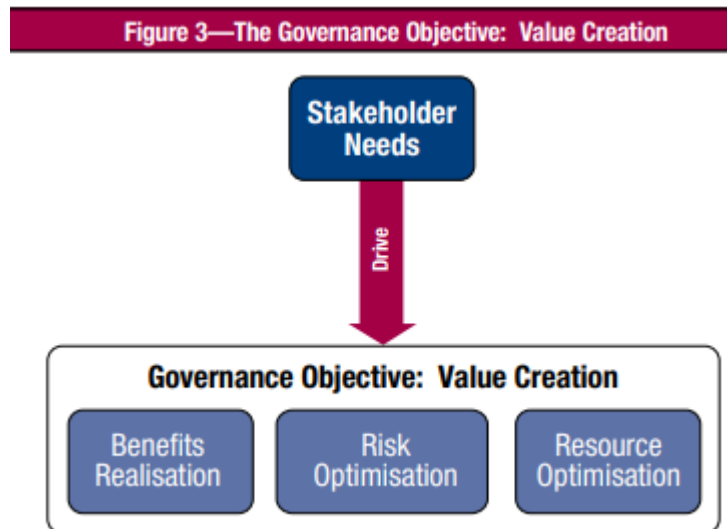 Figure 3—The Governance Objective: Value Creation
Stakeholder
Needs
Drive
Governance Objective: Value Creation
Benefits
Realisation
Risk
Optimisation
Resource
Optimisation